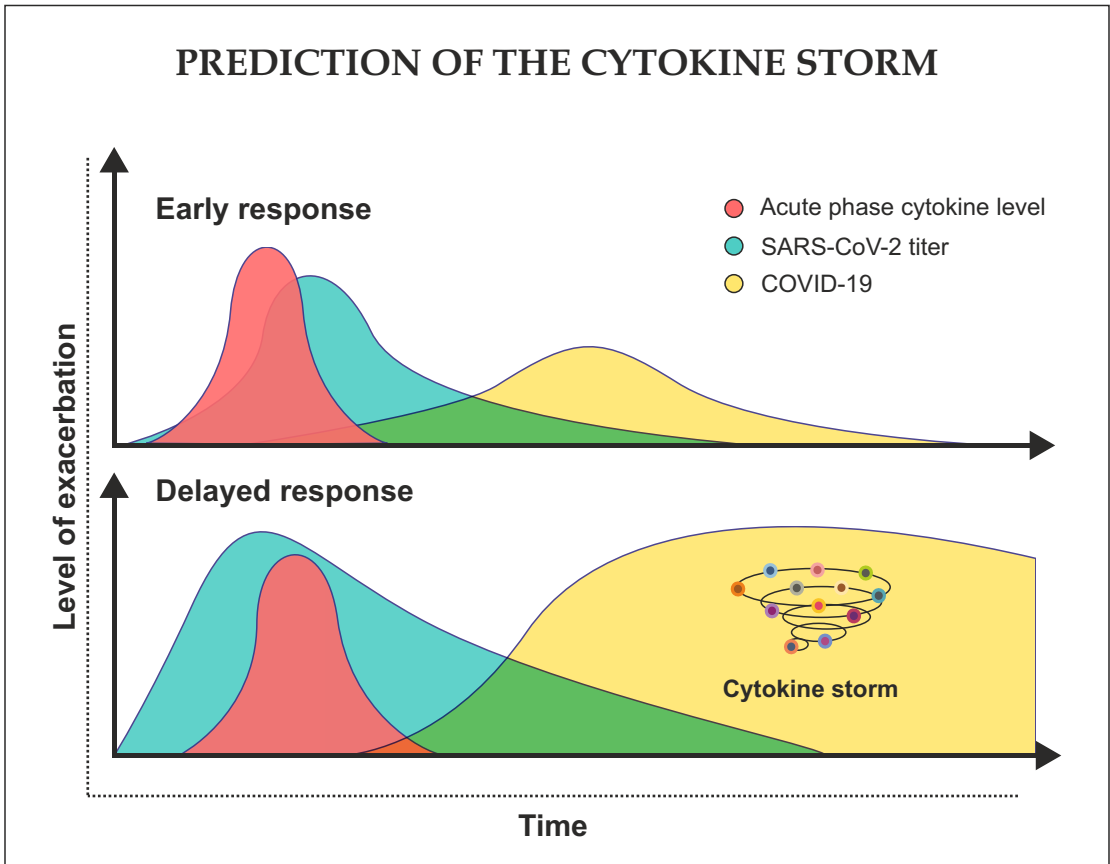 PREDICTION OF THE CYTOKINE STORM
Early response
Acute phase cytokine level
SARS-CoV-2 titer
COVID-19
Level of exacerbation
Delayed response
Cytokine storm
Time